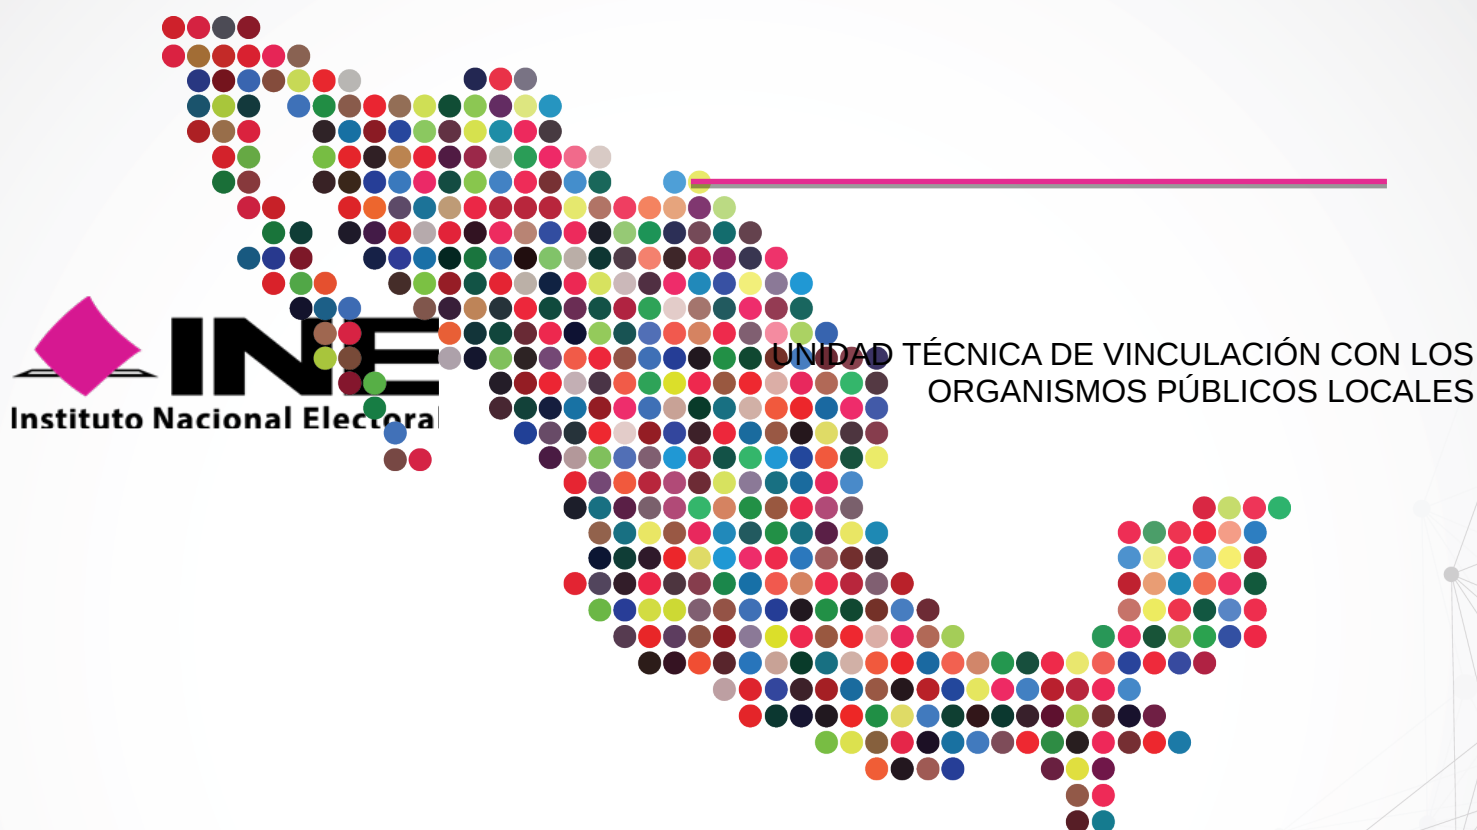 INE
Instituto Nacional Electoral
UNIDAD TÉCNICA DE VINCULACIÓN CON LOS
ORGANISMOS PÚBLICOS LOCALES